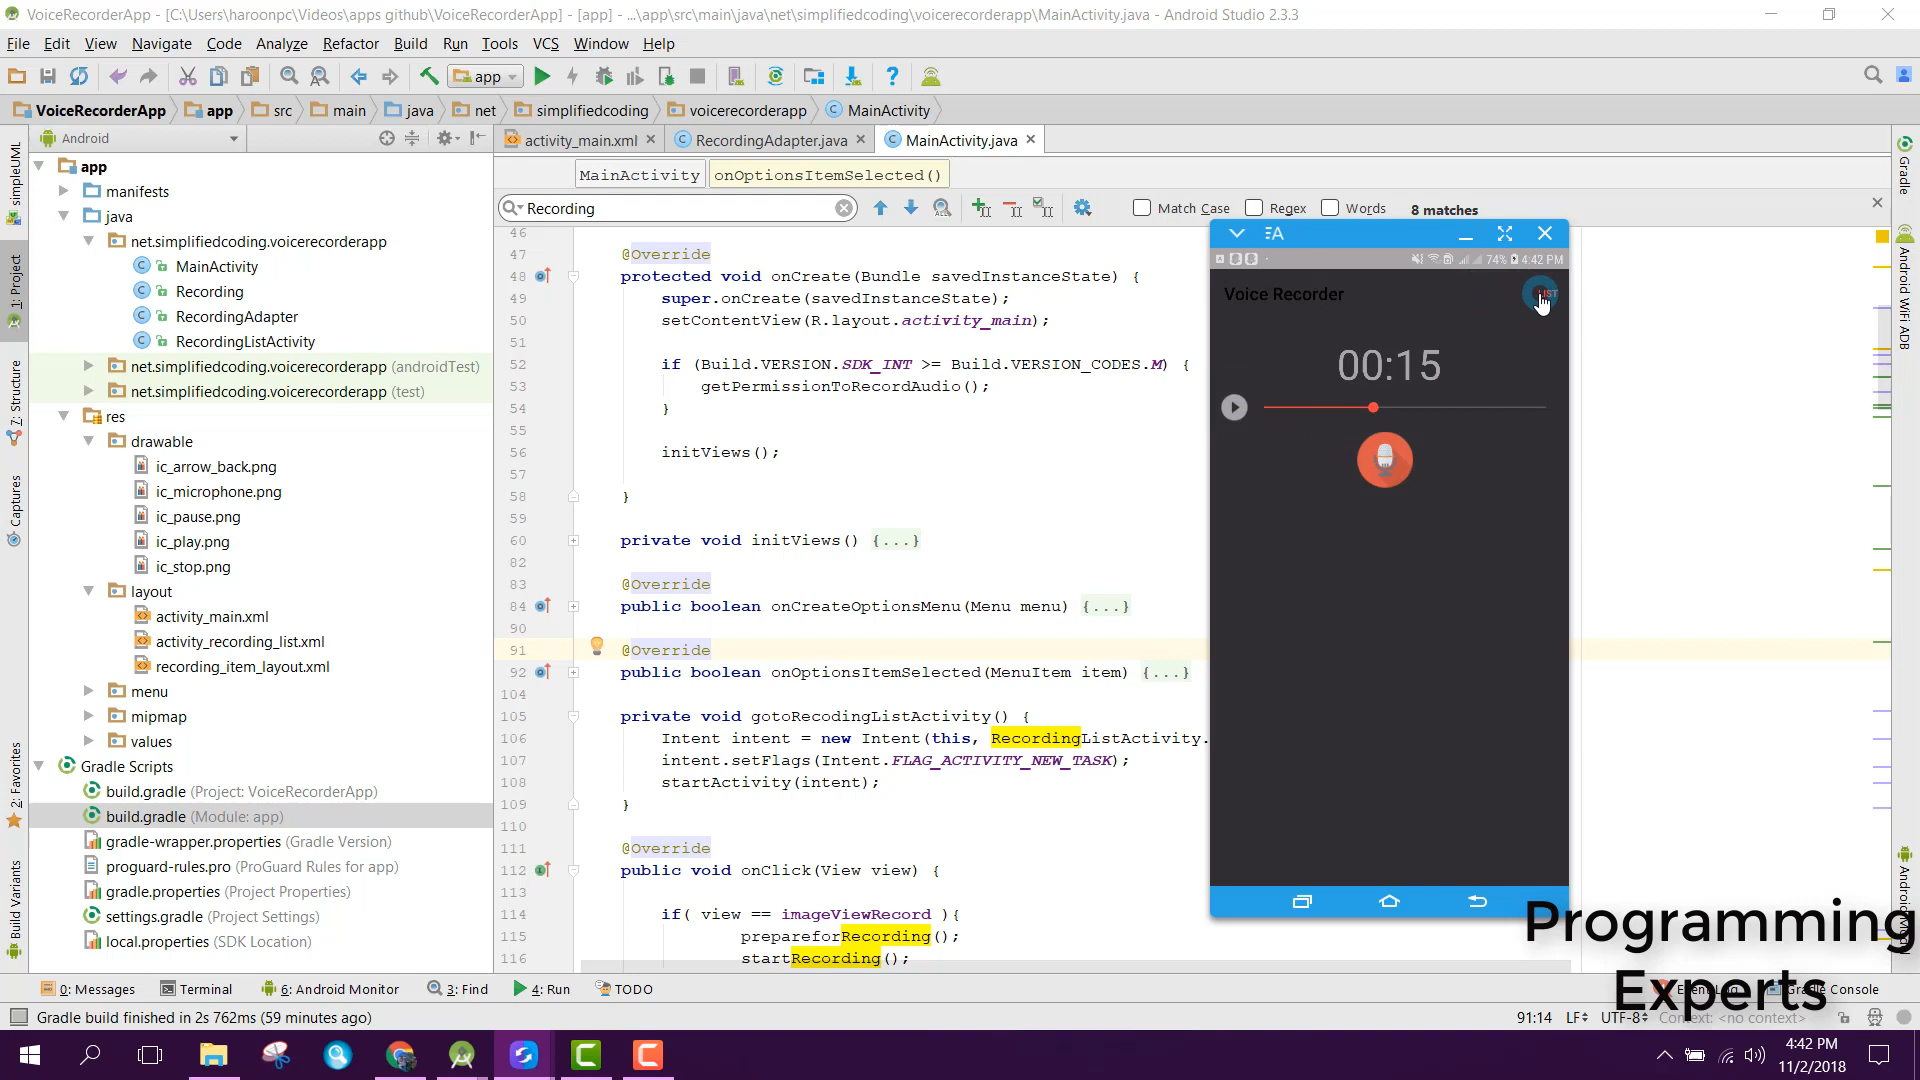 VoiceRecorderApp - [C:\Users\haroonpc\Videos\apps github\VoiceRecorderApp] - [app] - ...\app\src\main\java\net\simplifiedcoding\voicerecorderapp\MainActivity.java - Android Studio 2.3.3
File Edit View Navigate Code Analyze Refactor Build Run Tools VCS Window Help
app
VoiceRecorderApp app src main java net simplifiedcoding voicerecorderapp MainActivity
Android
activity_main.xml RecordingAdapter.java MainActivity.java
MainActivity onOptionsItemSelected()
Recording Match Case Regex Words 8 matches
simpleUML
1: Project
7: Structure
Captures
2: Favorites
Build Variants
app
manifests
java
net.simplifiedcoding.voicerecorderapp
MainActivity
Recording
RecordingAdapter
RecordingListActivity
net.simplifiedcoding.voicerecorderapp (androidTest)
net.simplifiedcoding.voicerecorderapp (test)
res
drawable
ic_arrow_back.png
ic_microphone.png
ic_pause.png
ic_play.png
ic_stop.png
layout
activity_main.xml
activity_recording_list.xml
recording_item_layout.xml
menu
mipmap
values
Gradle Scripts
build.gradle (Project: VoiceRecorderApp)
build.gradle (Module: app)
gradle-wrapper.properties (Gradle Version)
proguard-rules.pro (ProGuard Rules for app)
gradle.properties (Project Properties)
settings.gradle (Project Settings)
local.properties (SDK Location)
46
47 @Override
48 protected void onCreate(Bundle savedInstanceState) {
49 super.onCreate(savedInstanceState);
50 setContentView(R.layout.activity_main);
51
52 if (Build.VERSION.SDK_INT >= Build.VERSION_CODES.M) {
53 getPermissionToRecordAudio();
54 }
55
56 initViews();
57
58 }
59
60 private void initViews() {...}
82
83 @Override
84 public boolean onCreateOptionsMenu(Menu menu) {...}
90
91 @Override
92 public boolean onOptionsItemSelected(MenuItem item) {...}
104
105 private void gotoRecodingListActivity() {
106 Intent intent = new Intent(this, RecordingListActivity.
107 intent.setFlags(Intent.FLAG_ACTIVITY_NEW_TASK);
108 startActivity(intent);
109 }
110
111 @Override
112 public void onClick(View view) {
113
114 if( view == imageViewRecord ){
115 prepareforRecording();
116 startRecording();
74% 4:42 PM
Voice Recorder
00:15
Gradle
Android WiFi ADB
Programming
Experts
0: Messages Terminal 6: Android Monitor 3: Find 4: Run TODO Gradle Console
Gradle build finished in 2s 762ms (59 minutes ago) 91:14 LF UTF-8 Context: <no context>
4:42 PM
11/2/2018